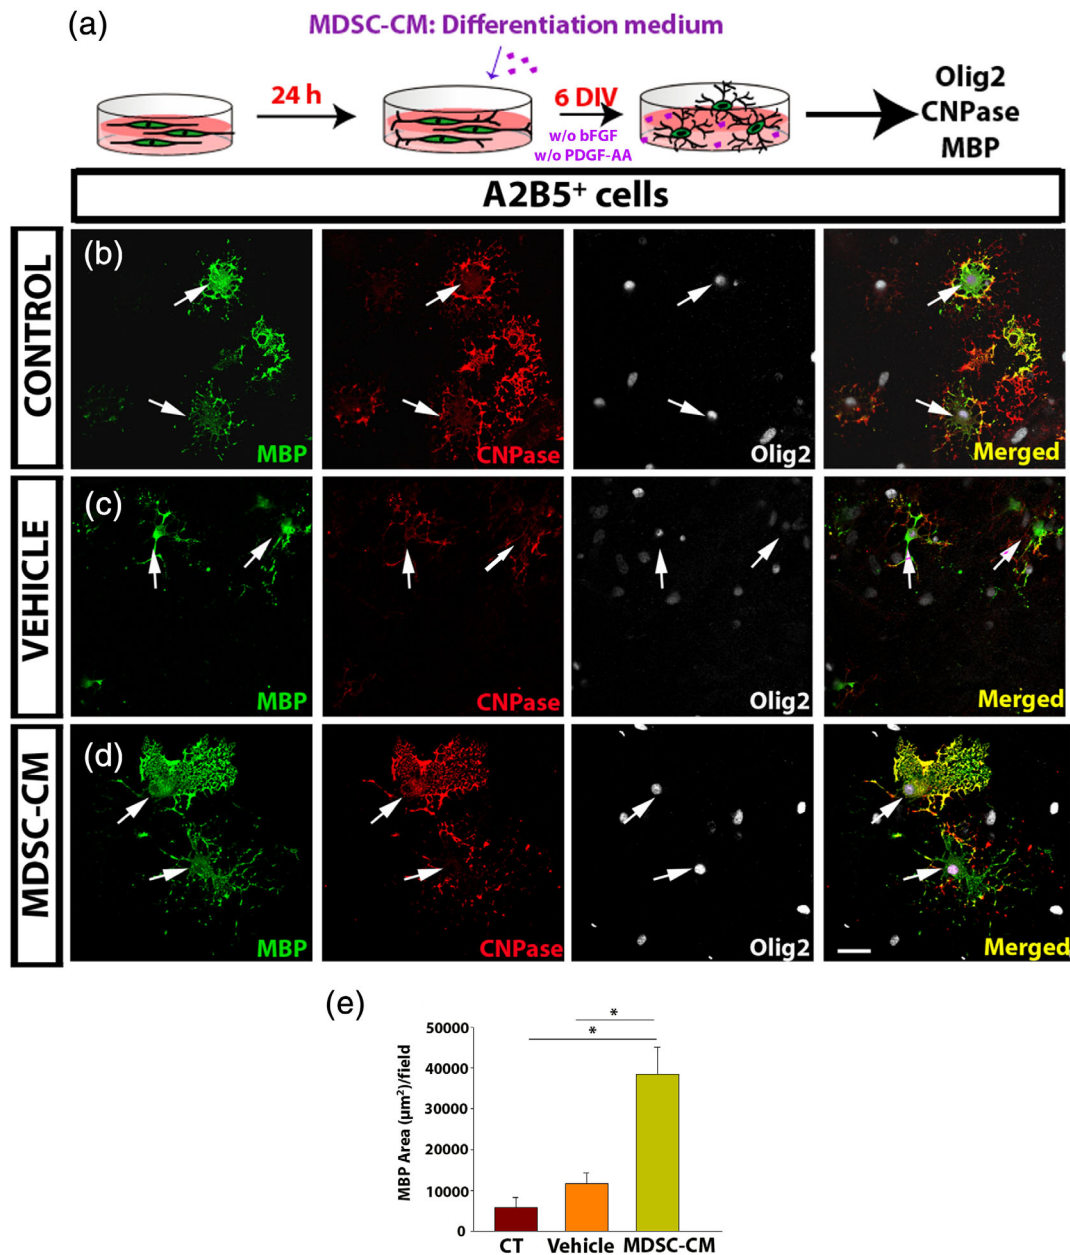 (a)
MDSC-CM: Differentiation medium
24 h
6 DIV
w/o bFGF
w/o PDGF-AA
Olig2
CNPase
MBP
A2B5⁺ cells
CONTROL
(b)
MBP
CNPase
Olig2
Merged
VEHICLE
(c)
MBP
CNPase
Olig2
Merged
MDSC-CM
(d)
MBP
CNPase
Olig2
Merged
(e)
MBP Area (μm²)/field
50000
40000
30000
20000
10000
0
*
*
CT Vehicle MDSC-CM